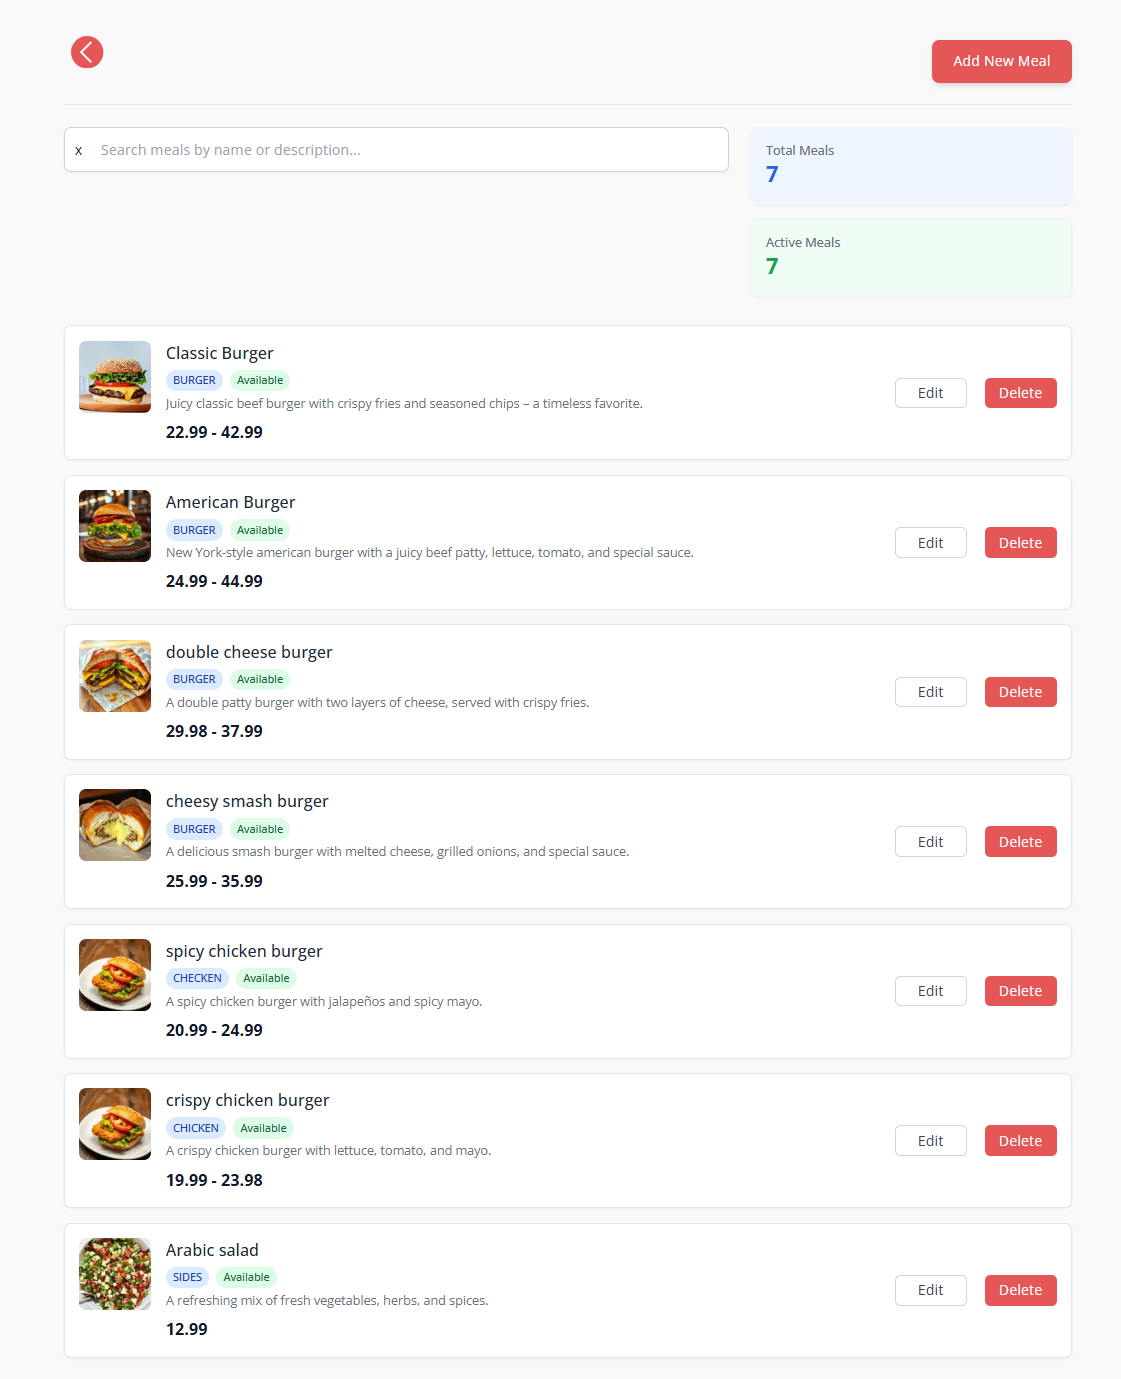 Add New Meal
x Search meals by name or description...
Total Meals
7
Active Meals
7
Classic Burger
BURGER Available
Juicy classic beef burger with crispy fries and seasoned chips – a timeless favorite.
22.99 - 42.99
Edit Delete
American Burger
BURGER Available
New York-style american burger with a juicy beef patty, lettuce, tomato, and special sauce.
24.99 - 44.99
Edit Delete
double cheese burger
BURGER Available
A double patty burger with two layers of cheese, served with crispy fries.
29.98 - 37.99
Edit Delete
cheesy smash burger
BURGER Available
A delicious smash burger with melted cheese, grilled onions, and special sauce.
25.99 - 35.99
Edit Delete
spicy chicken burger
CHECKEN Available
A spicy chicken burger with jalapeños and spicy mayo.
20.99 - 24.99
Edit Delete
crispy chicken burger
CHICKEN Available
A crispy chicken burger with lettuce, tomato, and mayo.
19.99 - 23.98
Edit Delete
Arabic salad
SIDES Available
A refreshing mix of fresh vegetables, herbs, and spices.
12.99
Edit Delete